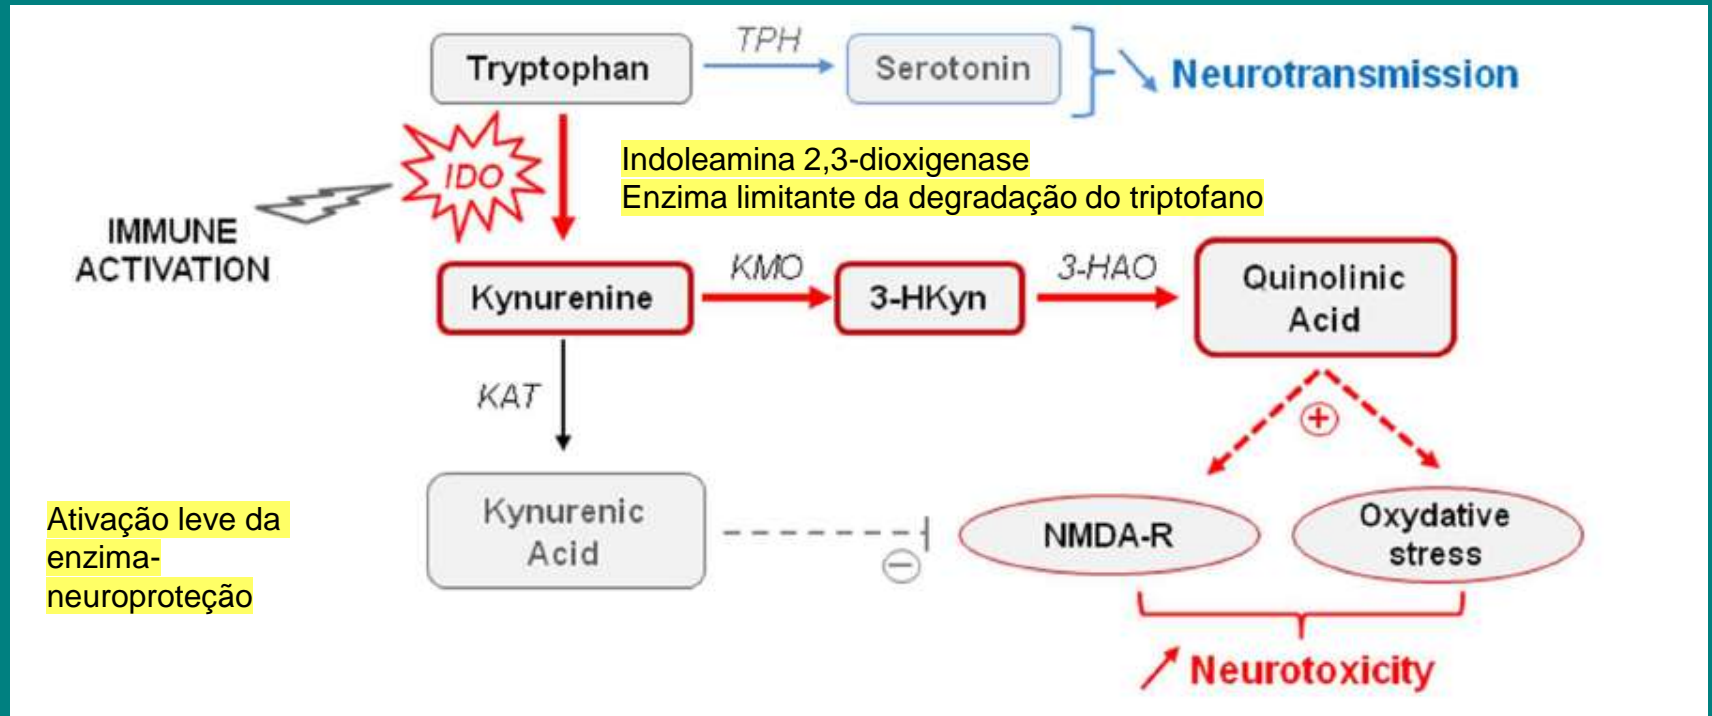 Tryptophan
TPH
Serotonin
Neurotransmission
IDO
Indoleamina 2,3-dioxigenase
Enzima limitante da degradação do triptofano
IMMUNE
ACTIVATION
Kynurenine
KMO
3-HKyn
3-HAO
Quinolinic
Acid
KAT
+
Kynurenic
Acid
−
NMDA-R
Oxydative
stress
Ativação leve da
enzima-
neuroproteção
Neurotoxicity